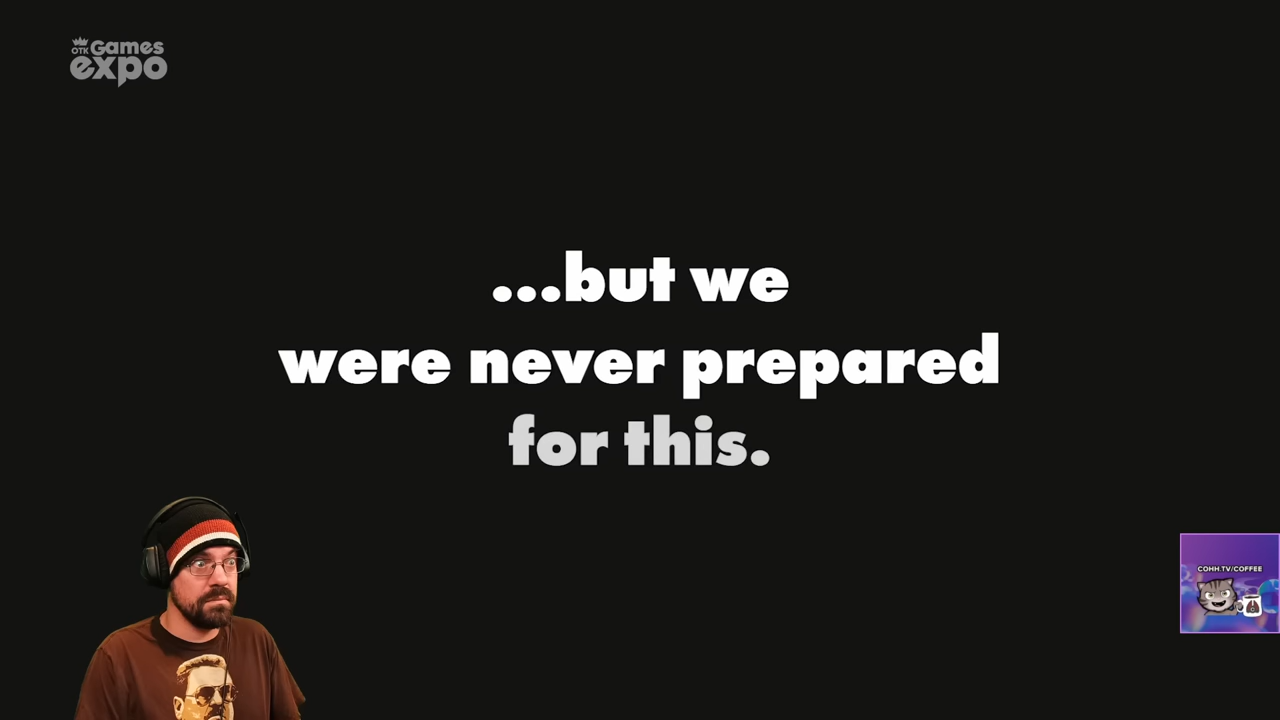 OTK Games
expo
...but we
were never prepared
for this.
COHH.TV/COFFEE